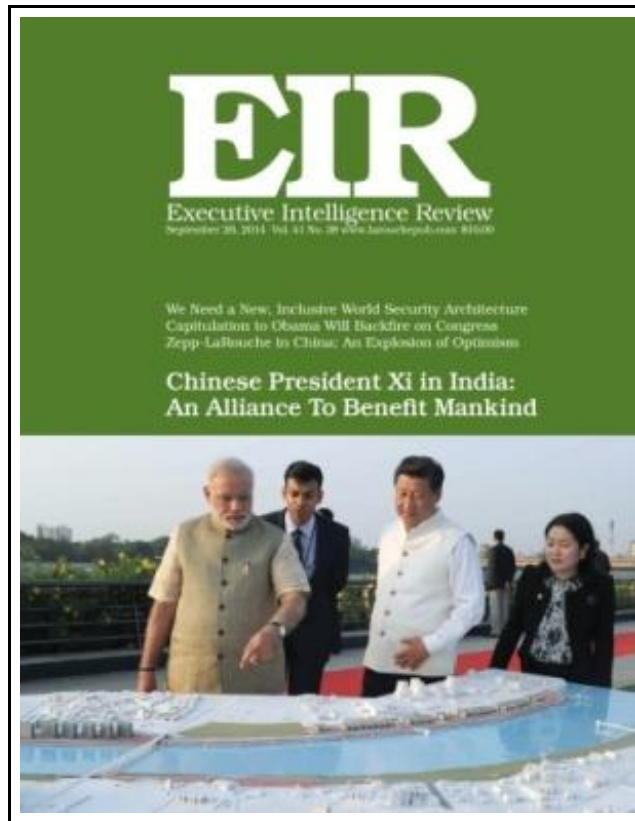 EIR
Executive Intelligence Review
September 26, 2014 Vol. 41 No. 38 www.larouchepub.com $10.00
We Need a New, Inclusive World Security Architecture
Capitulation to Obama Will Backfire on Congress
Zepp-LaRouche in China: An Explosion of Optimism
Chinese President Xi in India:
An Alliance To Benefit Mankind